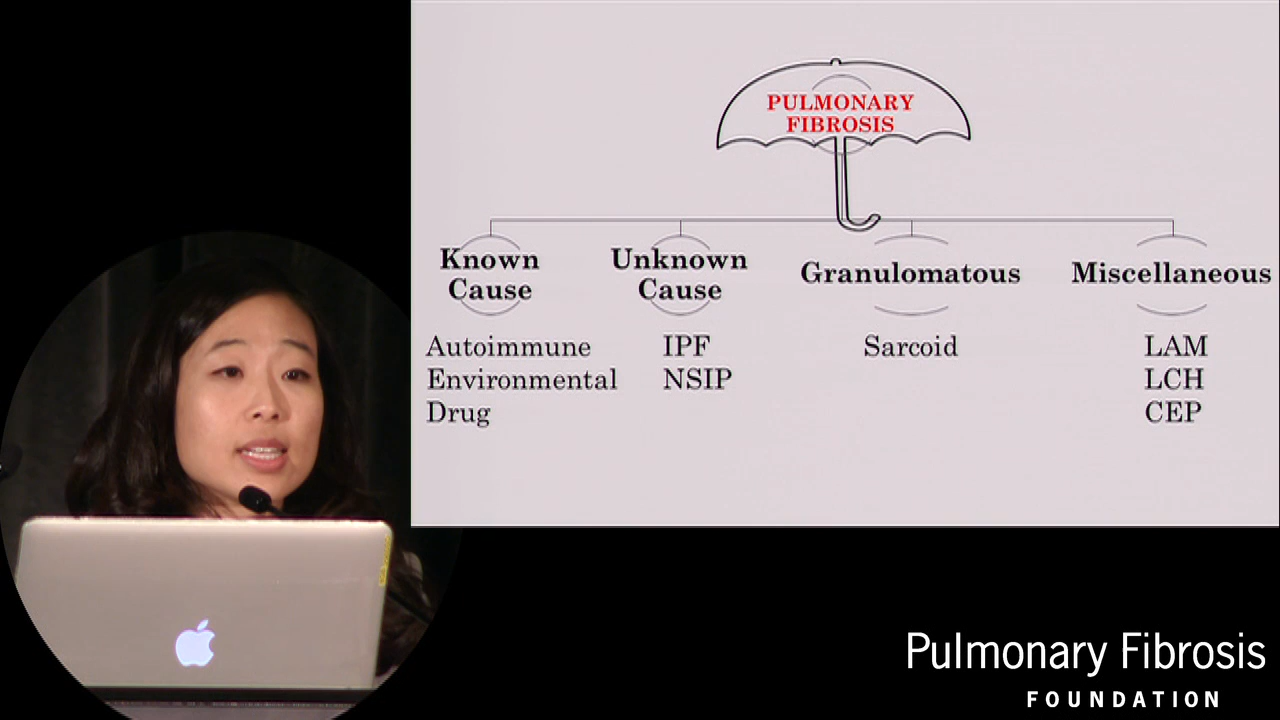 PULMONARY
FIBROSIS
Known
Cause
Unknown
Cause
Granulomatous
Miscellaneous
Autoimmune
Environmental
Drug
IPF
NSIP
Sarcoid
LAM
LCH
CEP
Pulmonary Fibrosis
FOUNDATION